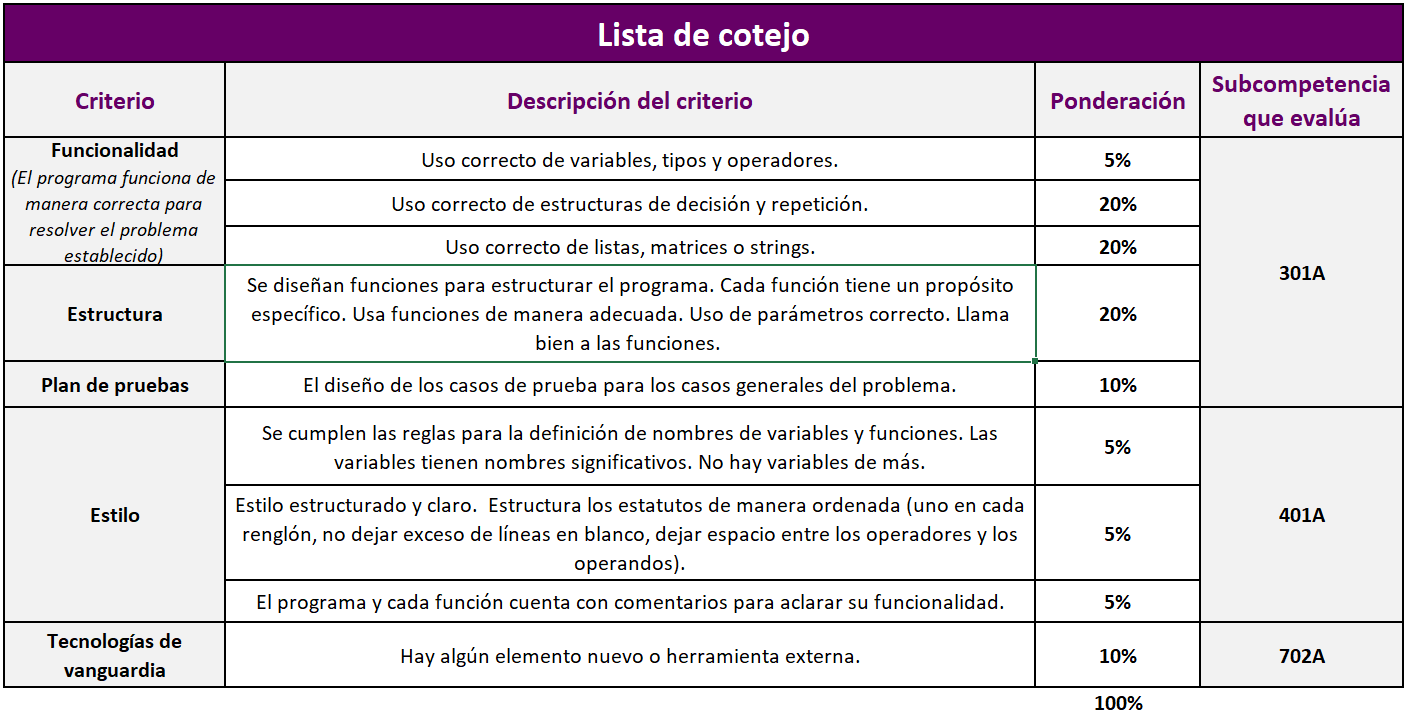 Lista de cotejo
Criterio
Descripción del criterio
Ponderación
Subcompetencia
que evalúa
Funcionalidad
(El programa funciona de
manera correcta para
resolver el problema
establecido)
Uso correcto de variables, tipos y operadores.
5%
Uso correcto de estructuras de decisión y repetición.
20%
Uso correcto de listas, matrices o strings.
20%
301A
Estructura
Se diseñan funciones para estructurar el programa. Cada función tiene un propósito
específico. Usa funciones de manera adecuada. Uso de parámetros correcto. Llama
bien a las funciones.
20%
Plan de pruebas
El diseño de los casos de prueba para los casos generales del problema.
10%
Estilo
Se cumplen las reglas para la definición de nombres de variables y funciones. Las
variables tienen nombres significativos. No hay variables de más.
5%
Estilo estructurado y claro.  Estructura los estatutos de manera ordenada (uno en cada
renglón, no dejar exceso de líneas en blanco, dejar espacio entre los operadores y los
operandos).
5%
El programa y cada función cuenta con comentarios para aclarar su funcionalidad.
5%
401A
Tecnologías de
vanguardia
Hay algún elemento nuevo o herramienta externa.
10%
702A
100%